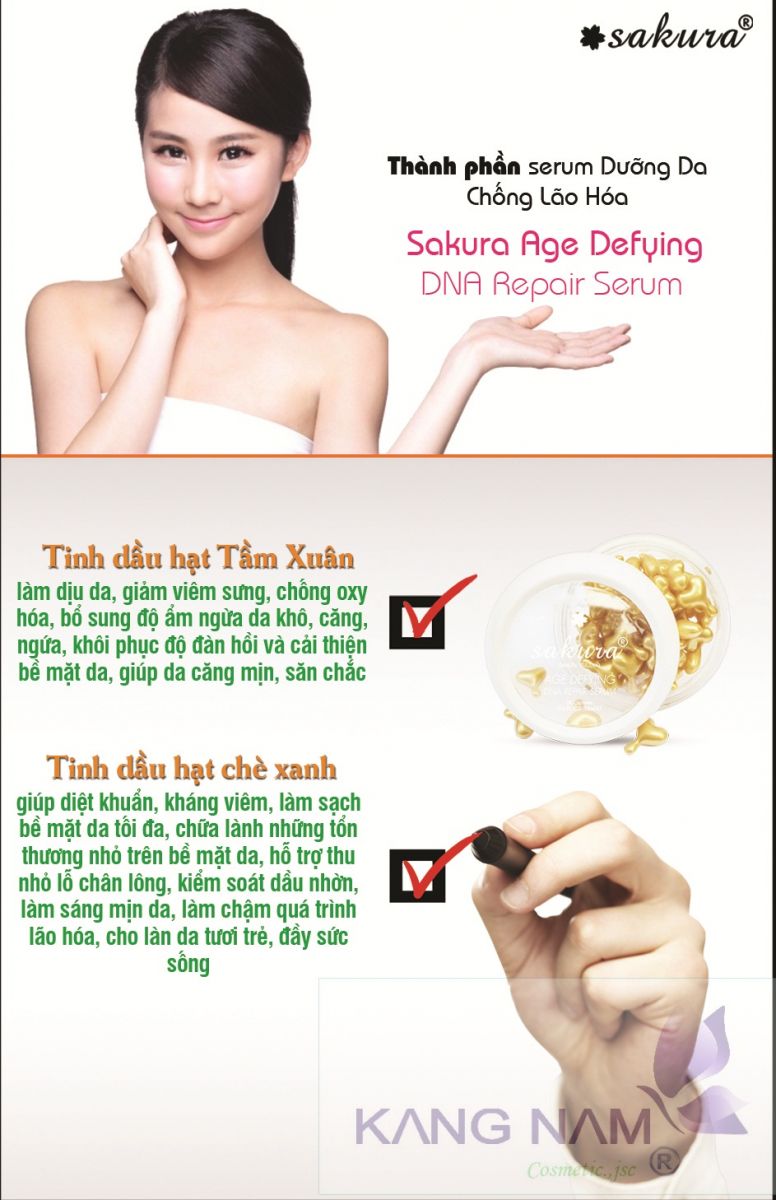 sakura®
Thành phần serum Dưỡng Da
Chống Lão Hóa
Sakura Age Defying
DNA Repair Serum
Tinh dầu hạt Tầm Xuân
làm dịu da, giảm viêm sưng, chống oxy
hóa, bổ sung độ ẩm ngừa da khô, căng,
ngứa, khôi phục độ đàn hồi và cải thiện
bề mặt da, giúp da căng mịn, săn chắc
sakura®
AGE DEFYING
DNA REPAIR SERUM
Tinh dầu hạt chè xanh
giúp diệt khuẩn, kháng viêm, làm sạch
bề mặt da tối đa, chữa lành những tổn
thương nhỏ trên bề mặt da, hỗ trợ thu
nhỏ lỗ chân lông, kiểm soát dầu nhờn,
làm sáng mịn da, làm chậm quá trình
lão hóa, cho làn da tươi trẻ, đầy sức
sống
KANG NAM
Cosmetic.,jsc ®